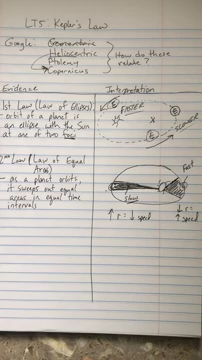 LT5: Kepler's Law
Google: Geocentric
Heliocentric
Ptolemy
Copernicus
How do these
relate?
Evidence
Interpretation
1st Law (Law of Ellipses)
- orbit of a planet is
an ellipse with the Sun
at one of two foci
FASTER
SLOWER
2nd Law (Law of Equal
Area)
- as a planet orbits,
it sweeps out equal
areas in equal time
intervals
Fast
slow
↑ r = ↓ speed
↓ r =
↑ speed